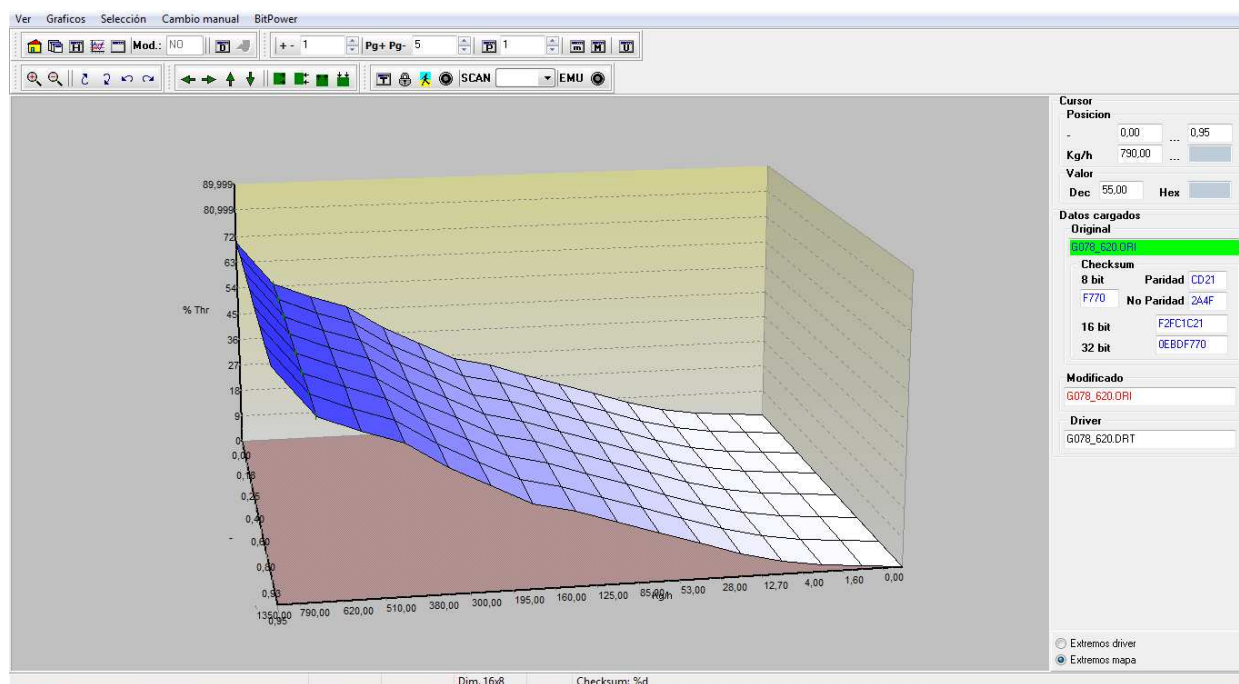 Ver Graficos Selección Cambio manual BitPower
Mod.: NO + - 1 Pg+ Pg- 5 P 1
SCAN EMU
Cursor
Posicion
- 0,00 ... 0,95
Kg/h 790,00 ...
Valor
Dec 55,00 Hex
Datos cargados
Original
G078_620.ORI
Checksum
8 bit Paridad CD21
F770 No Paridad 2A4F
16 bit F2FC1C21
32 bit 0EBDF770
Modificado
G078_620.ORI
Driver
G078_620.DRT
Extremos driver
Extremos mapa
89,999
80,999
72
63
54
% Thr
45
36
27
18
9
0
0,00
0,18
0,25
0,40
-
0,60
0,80
0,93
0,95
1350,00 790,00 620,00 510,00 380,00 300,00 195,00 160,00 125,00 85,00 53,00 28,00 12,70 4,00 1,60 0,00
Kg/h
Dim. 16x8 Checksum: %d